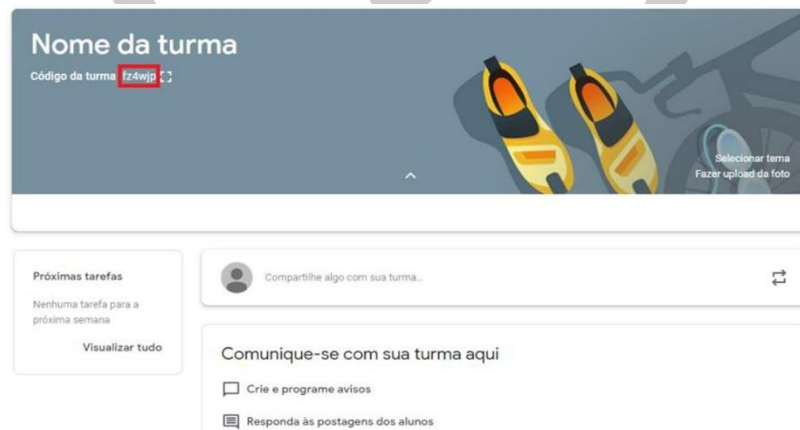 Nome da turma
Código da turma fz4wjp
Selecionar tema
Fazer upload da foto
Próximas tarefas
Nenhuma tarefa para a
próxima semana
Visualizar tudo
Compartilhe algo com sua turma...
Comunique-se com sua turma aqui
Crie e programe avisos
Responda às postagens dos alunos